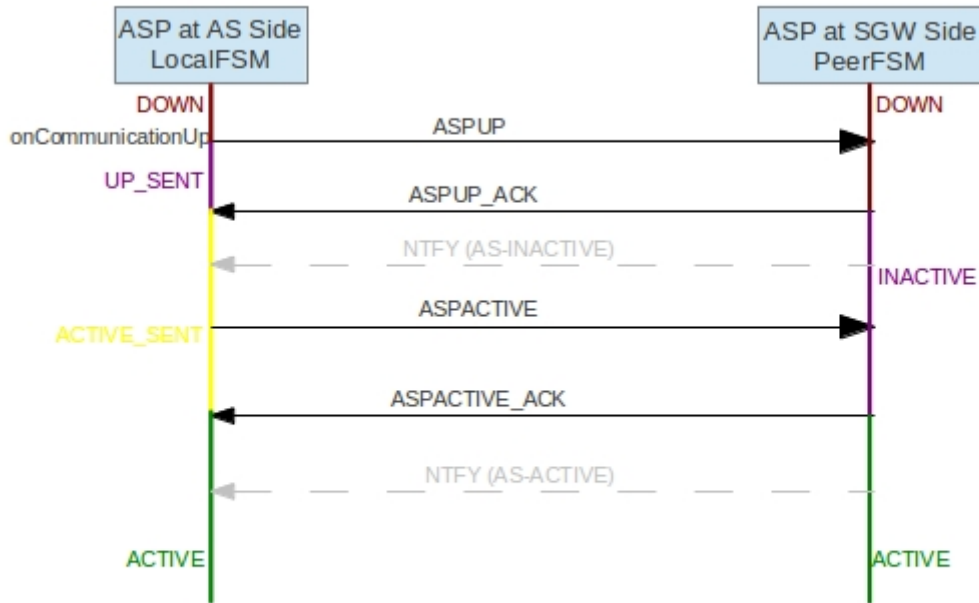 ASP at AS Side
LocalFSM
ASP at SGW Side
PeerFSM
DOWN
DOWN
onCommunicationUp
ASPUP
UP_SENT
ASPUP_ACK
NTFY (AS-INACTIVE)
INACTIVE
ASPACTIVE
ACTIVE_SENT
ASPACTIVE_ACK
NTFY (AS-ACTIVE)
ACTIVE
ACTIVE